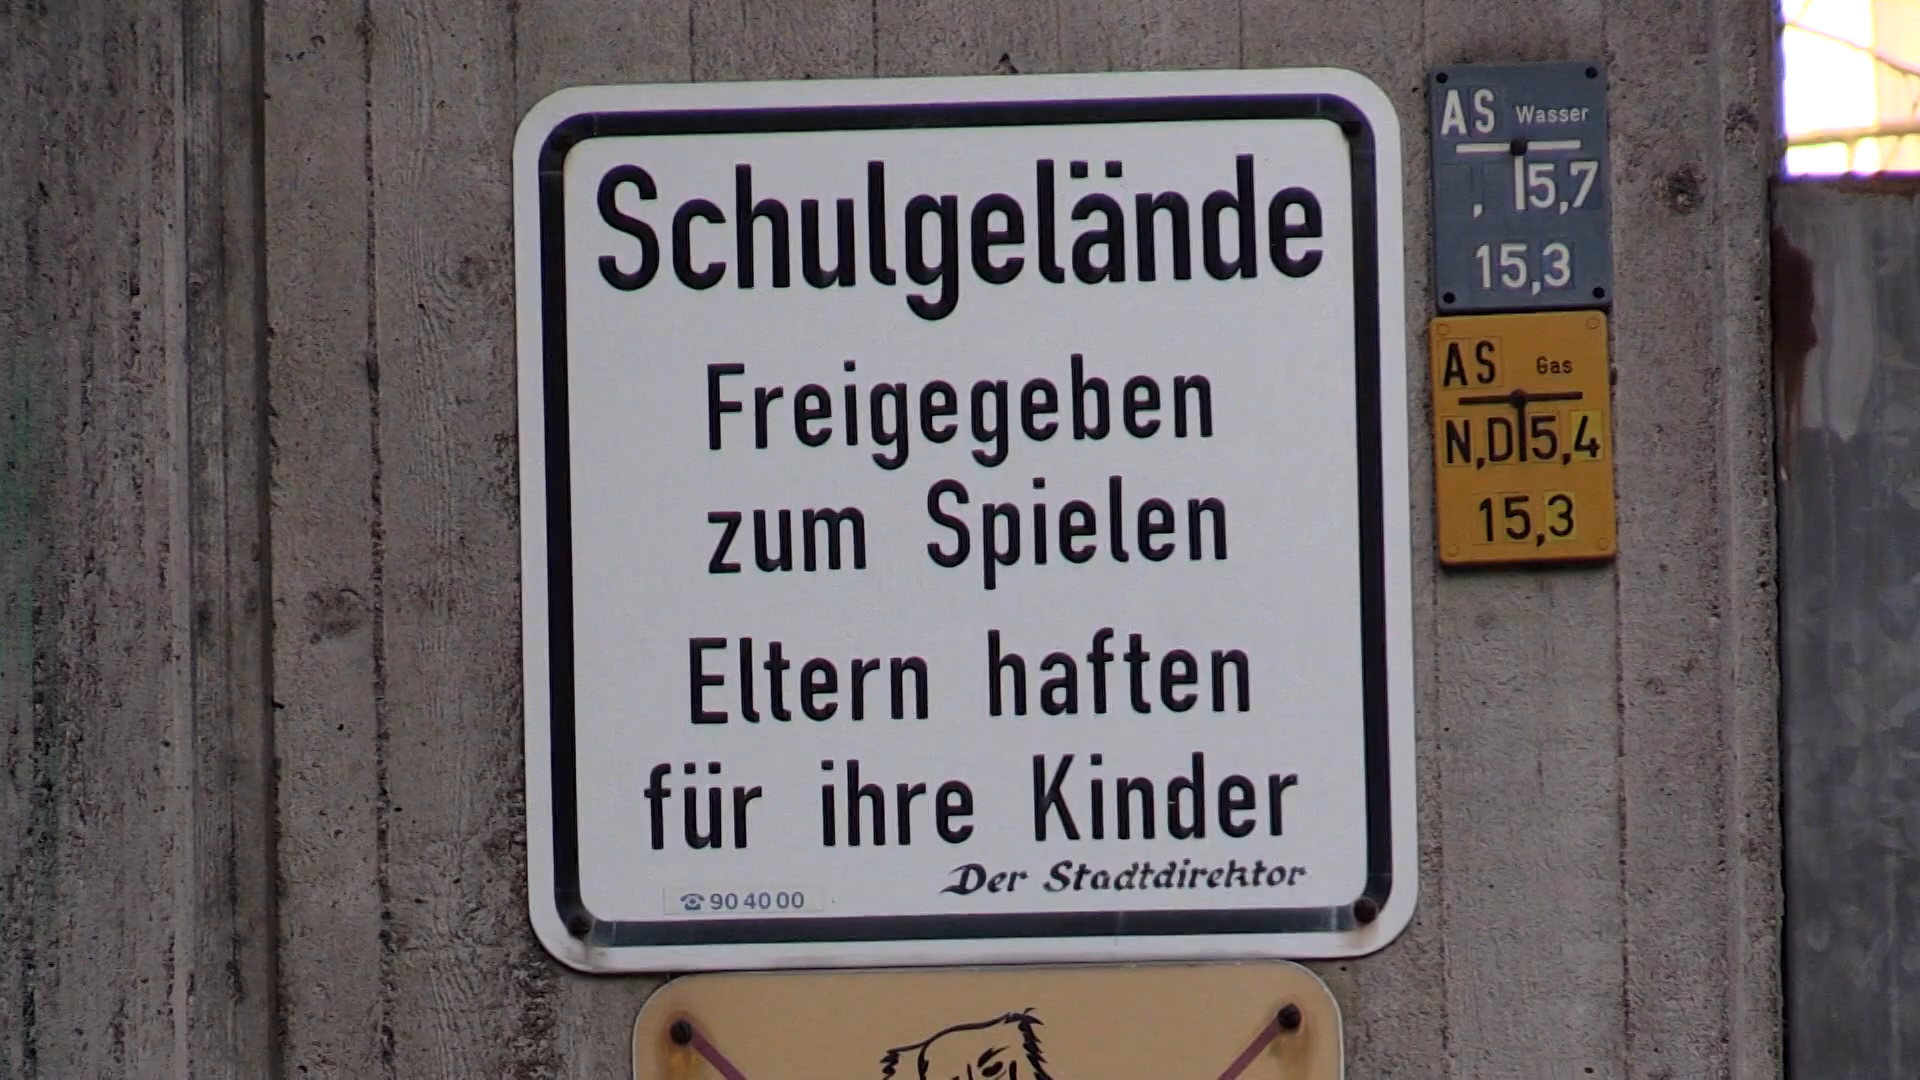 Schulgelände
Freigegeben
zum Spielen
Eltern haften
für ihre Kinder
Der Stadtdirektor
☎ 90 40 00
AS Wasser
, 15,7
15,3
AS Gas
N,D 15,4
15,3